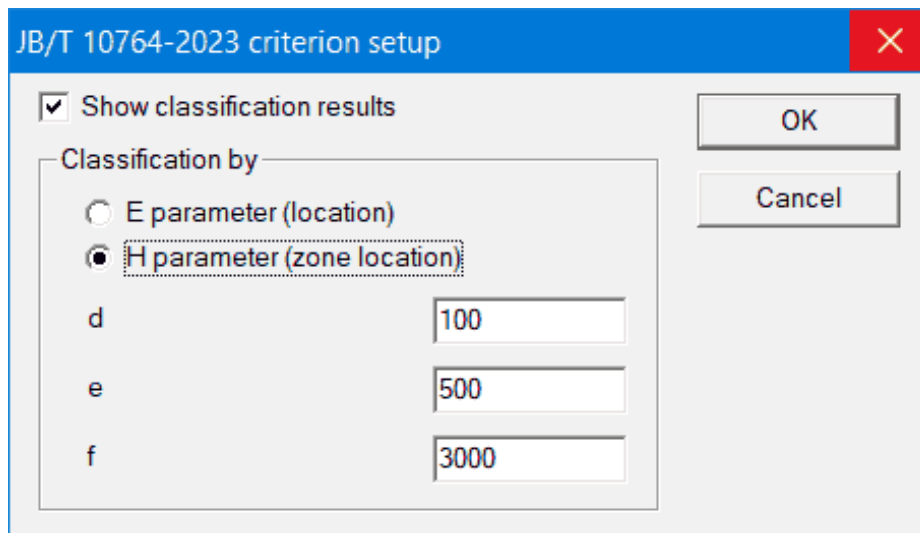 JB/T 10764-2023 criterion setup
Show classification results
OK
Classification by
E parameter (location)
Cancel
H parameter (zone location)
d
100
e
500
f
3000